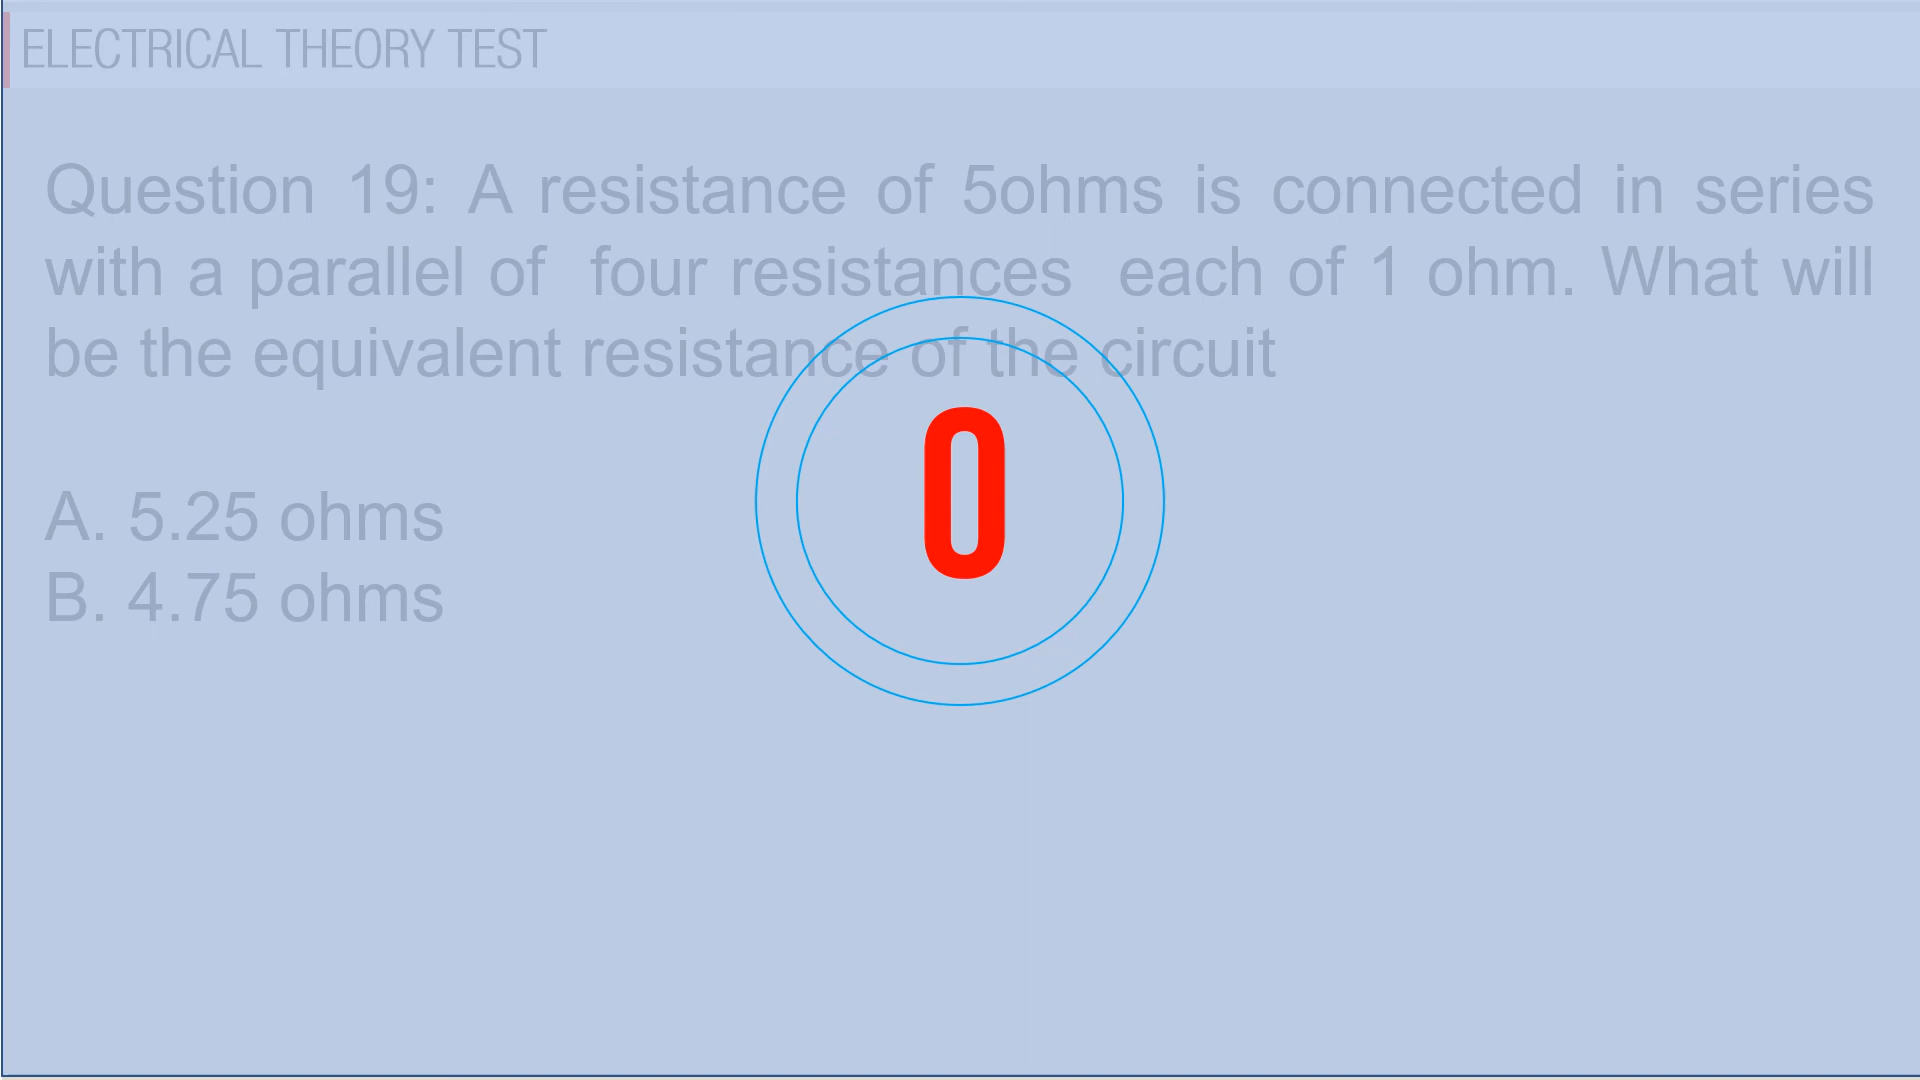 ELECTRICAL THEORY TEST
Question 19: A resistance of 5ohms is connected in series
with a parallel of four resistances each of 1 ohm. What will
be the equivalent resistance of the circuit
0
A. 5.25 ohms
B. 4.75 ohms